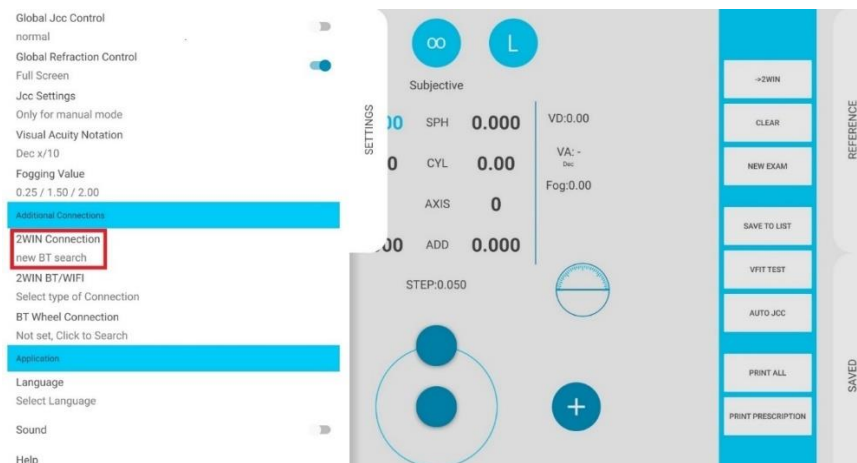 Global Jcc Control
normal
Global Refraction Control
Full Screen
Jcc Settings
Only for manual mode
Visual Acuity Notation
Dec x/10
Fogging Value
0.25 / 1.50 / 2.00
Additional Connections
2WIN Connection
new BT search
2WIN BT/WIFI
Select type of Connection
BT Wheel Connection
Not set, Click to Search
Application
Language
Select Language
Sound
Help
SETTINGS
∞
L
Subjective
00 SPH 0.000
0 CYL 0.00
AXIS 0
00 ADD 0.000
VD:0.00
VA: -
Dec
Fog:0.00
STEP:0.050
+
->2WIN
CLEAR
NEW EXAM
SAVE TO LIST
VFIT TEST
AUTO JCC
PRINT ALL
PRINT PRESCRIPTION
REFERENCE
SAVED